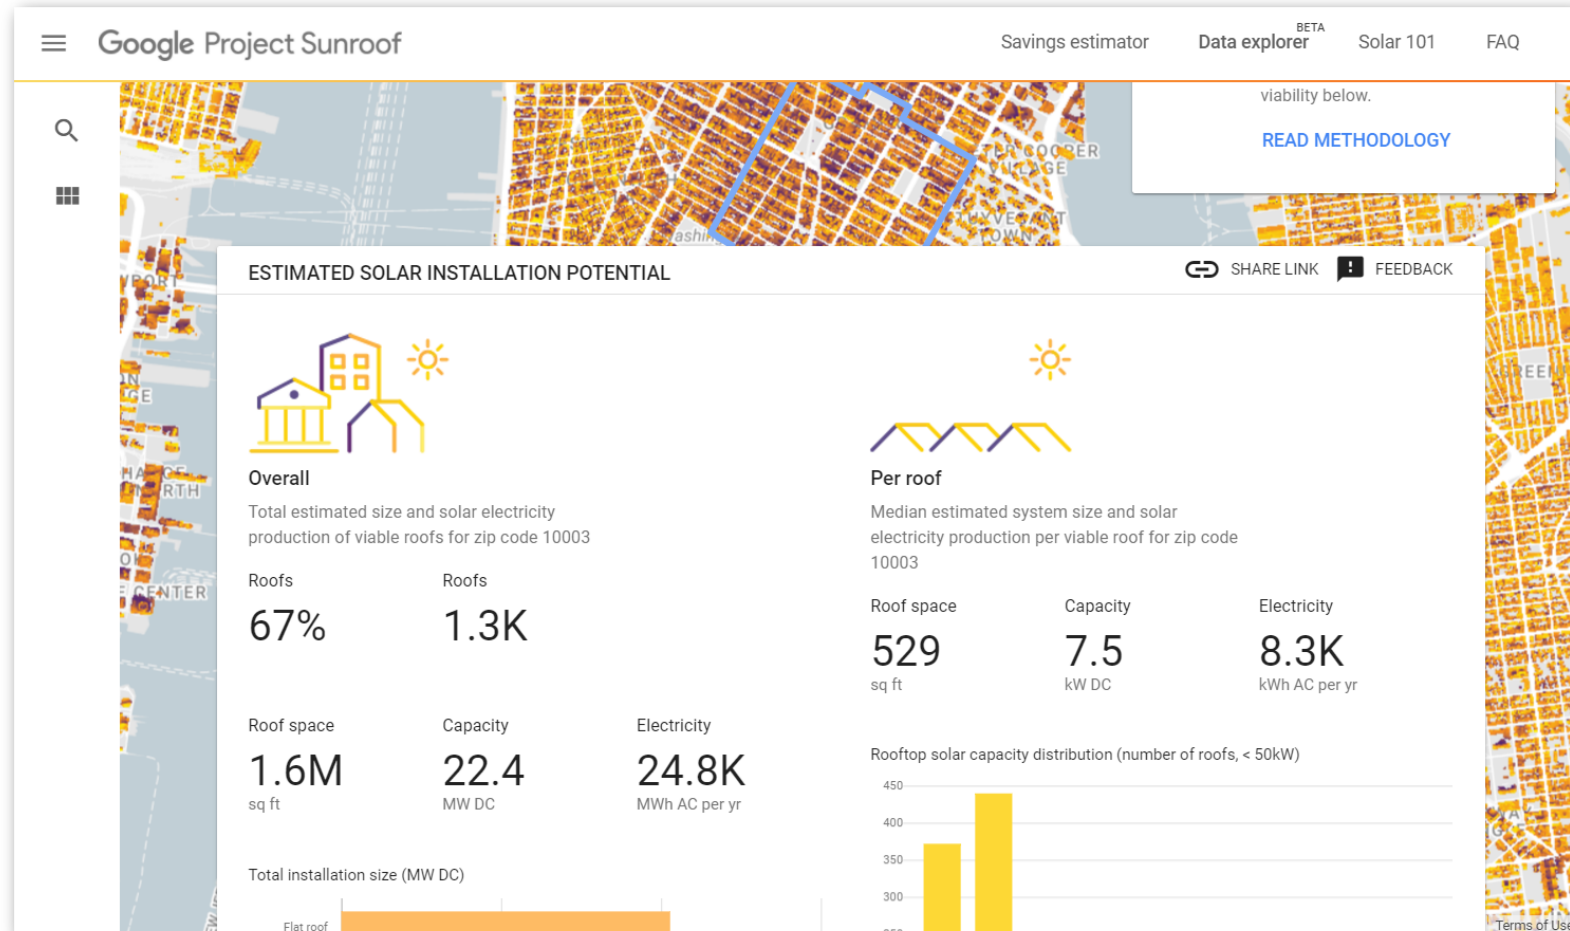 Google Project Sunroof
Savings estimator
Data explorer BETA
Solar 101
FAQ
viability below.
READ METHODOLOGY
ESTIMATED SOLAR INSTALLATION POTENTIAL
SHARE LINK
FEEDBACK
Overall
Total estimated size and solar electricity
production of viable roofs for zip code 10003
Roofs
67%
Roofs
1.3K
Roof space
1.6M
sq ft
Capacity
22.4
MW DC
Electricity
24.8K
MWh AC per yr
Total installation size (MW DC)
Flat roof
Per roof
Median estimated system size and solar
electricity production per viable roof for zip code
10003
Roof space
529
sq ft
Capacity
7.5
kW DC
Electricity
8.3K
kWh AC per yr
Rooftop solar capacity distribution (number of roofs, < 50kW)
450
400
350
300
COOPER
VILLAGE
TOWN
CENTER
Terms of Use